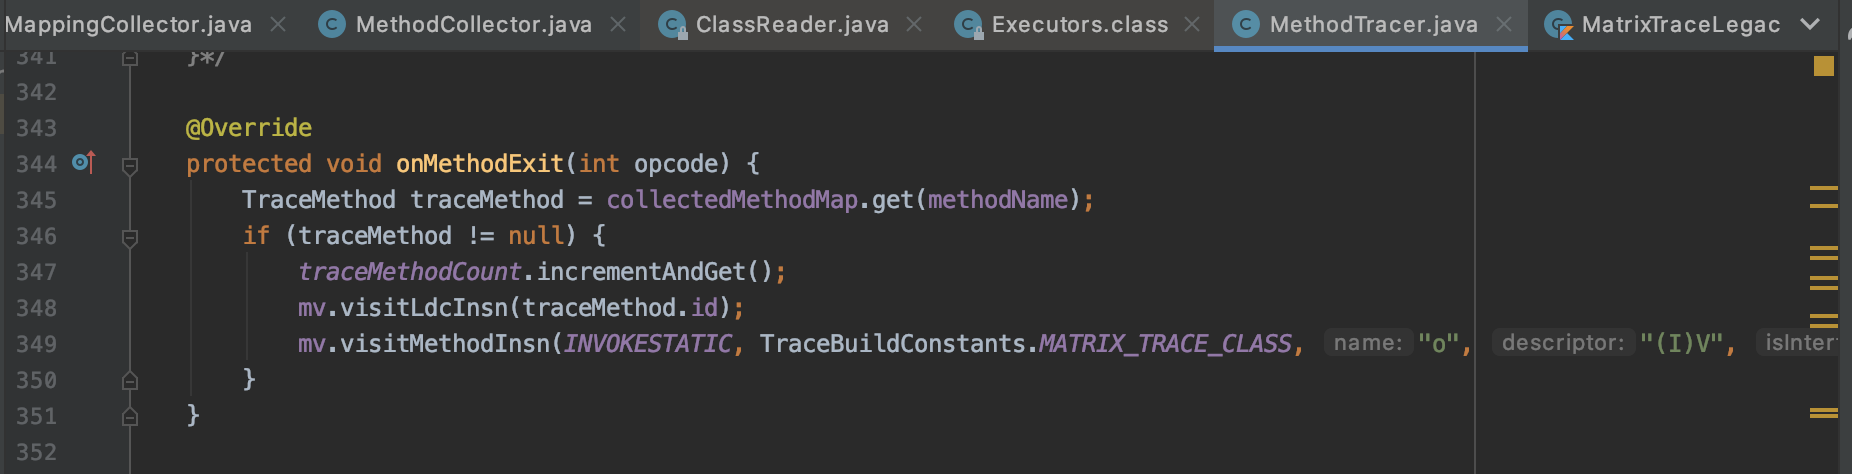 MappingCollector.java MethodCollector.java ClassReader.java Executors.class MethodTracer.java MatrixTraceLegac
341 }*/
342
343 @Override
344 protected void onMethodExit(int opcode) {
345 TraceMethod traceMethod = collectedMethodMap.get(methodName);
346 if (traceMethod != null) {
347 traceMethodCount.incrementAndGet();
348 mv.visitLdcInsn(traceMethod.id);
349 mv.visitMethodInsn(INVOKESTATIC, TraceBuildConstants.MATRIX_TRACE_CLASS, name: "o", descriptor: "(I)V", isInter
350 }
351 }
352